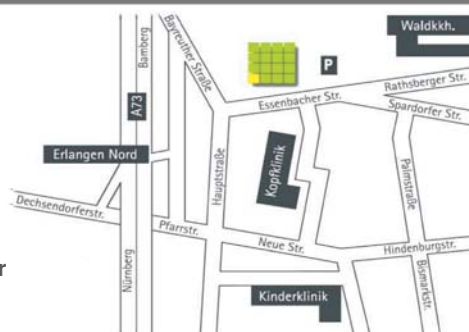 Waldkkh.
Bamberg
Bayreuther Straße
P
Rathsberger Str.
A73
Essenbacher Str.
Spardorfer Str.
Erlangen Nord
Hauptstraße
Kopfklinik
Palmstraße
Dechsendorferstr.
Pfarrstr.
Neue Str.
Hindenburgstr.
Nürnberg
Bismarkstr.
r
Kinderklinik